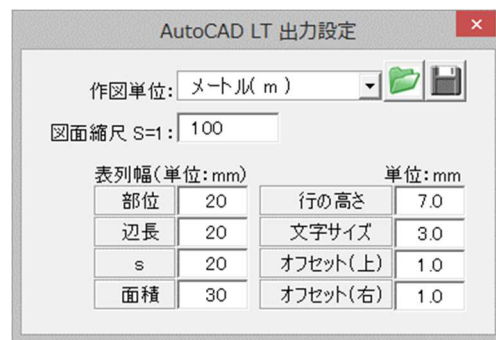 AutoCAD LT 出力設定
作図単位: メートル( m )
図面縮尺 S=1: 100
表列幅(単位: mm) 単位: mm
部位 20 行の高さ 7.0
辺長 20 文字サイズ 3.0
s 20 オフセット(上) 1.0
面積 30 オフセット(右) 1.0